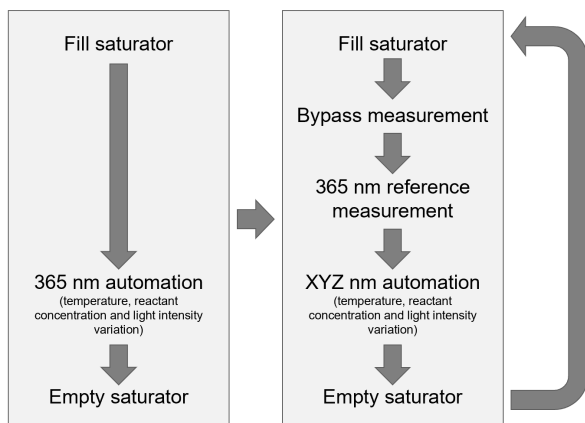 Fill saturator
365 nm automation
(temperature, reactant
concentration and light intensity
variation)
Empty saturator
Fill saturator
Bypass measurement
365 nm reference
measurement
XYZ nm automation
(temperature, reactant
concentration and light intensity
variation)
Empty saturator